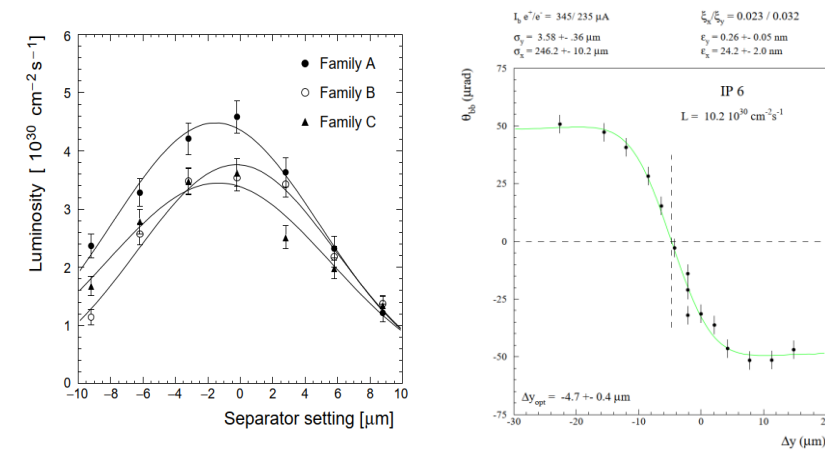 6
5
4
3
2
1
0
−10 −8 −6 −4 −2 0 2 4 6 8 10
Luminosity [ 10³⁰ cm⁻² s⁻¹ ]
Separator setting [μm]
Family A
Family B
Family C
I_b e⁺/e⁻ = 345/ 235 μA
σ_y = 3.58 +- .36 μm
σ_x = 246.2 +- 10.2 μm
ξ_x/ξ_y = 0.023 / 0.032
ε_y = 0.26 +- 0.05 nm
ε_x = 24.2 +- 2.0 nm
θ_bb (μrad)
75
50
25
0
-25
-50
-75
IP 6
L = 10.2 10³⁰ cm⁻²s⁻¹
Δy_opt = -4.7 +- 0.4 μm
-30 -20 -10 0 10
Δy (μm)